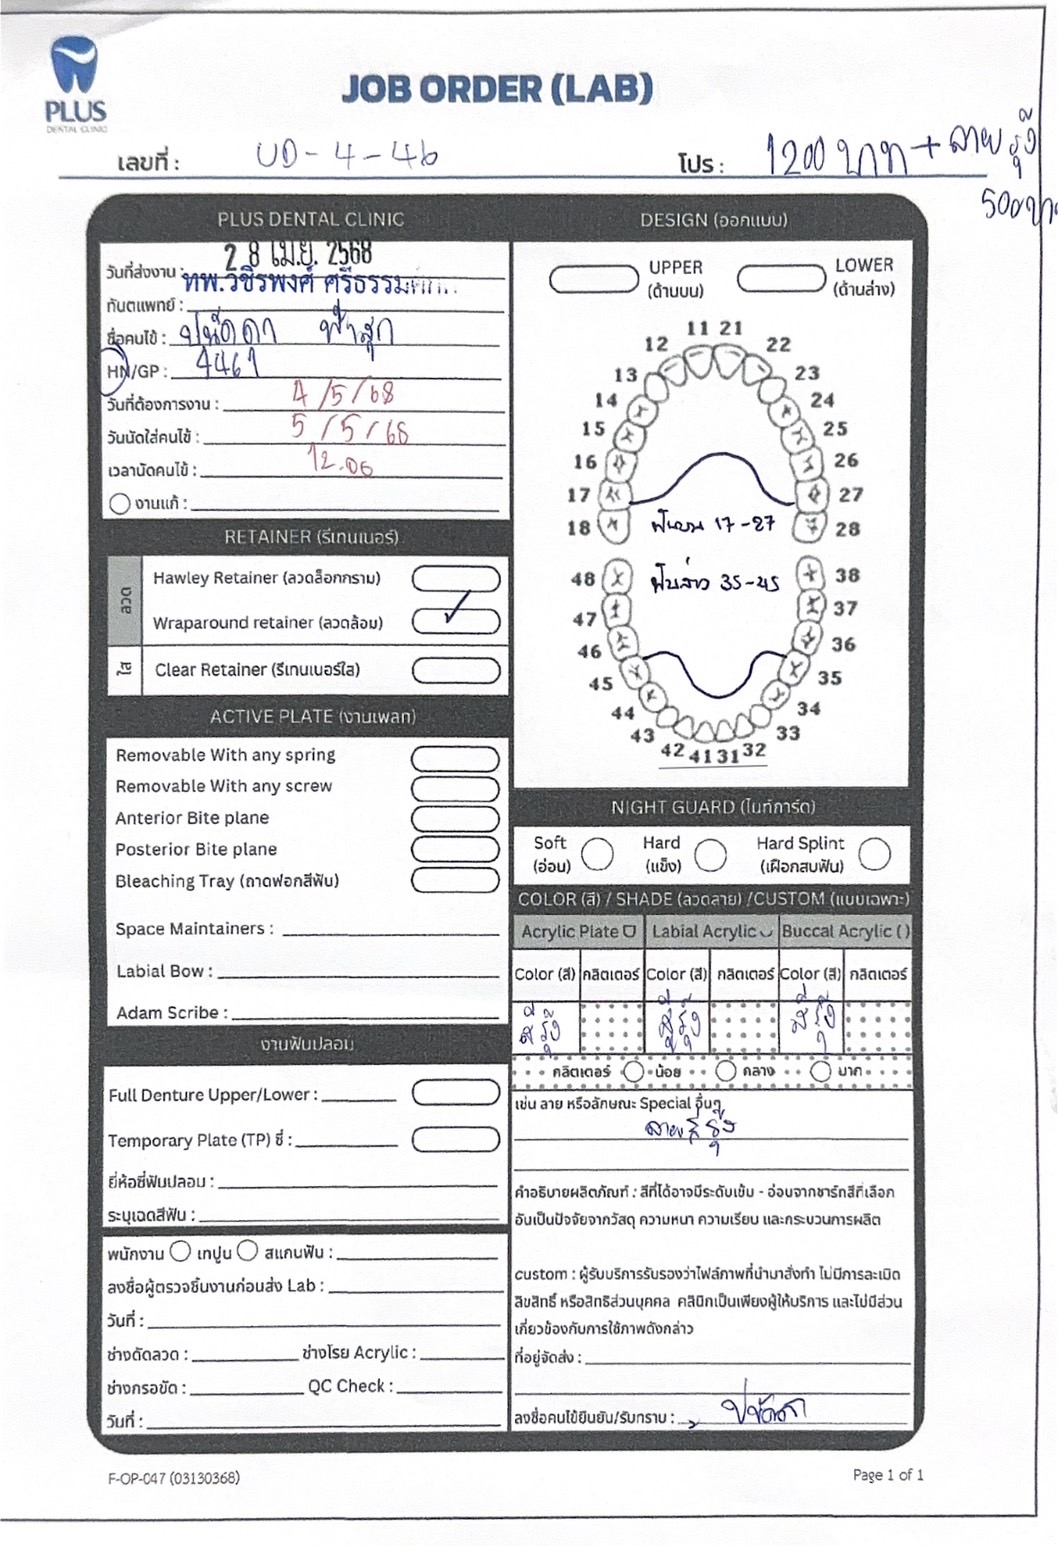 PLUS
DENTAL CLINIC
JOB ORDER (LAB)
เลขที่ : UD-4-46
โปร : 1200 บาท + ลายรุ้ง
500บาท
PLUS DENTAL CLINIC
วันที่ส่งงาน : 28 เม.ย. 2568
ทันตแพทย์ : ทพ.วชิรพงศ์ ศรีธรรม
ชื่อคนไข้ : ปนัดดา ฟ้าสุก
HN/GP : 4461
วันที่ต้องการงาน : 4/5/68
วันนัดใส่คนไข้ : 5/5/68
เวลานัดคนไข้ : 12.00
งานแก้ :
RETAINER (รีเทนเนอร์)
ลวด
Hawley Retainer (ลวดล็อกกราม)
Wraparound retainer (ลวดล้อม) ✓
ใส
Clear Retainer (รีเทนเนอร์ใส)
ACTIVE PLATE (งานเพลท)
Removable With any spring
Removable With any screw
Anterior Bite plane
Posterior Bite plane
Bleaching Tray (ถาดฟอกสีฟัน)
Space Maintainers :
Labial Bow :
Adam Scribe :
งานฟันปลอม
Full Denture Upper/Lower :
Temporary Plate (TP) ซี่ :
ยี่ห้อซี่ฟันปลอม :
ระบุเฉดสีฟัน :
พนักงาน เทปูน สแกนฟัน :
ลงชื่อผู้ตรวจชิ้นงานก่อนส่ง Lab :
วันที่ :
ช่างดัดลวด : ช่างโรย Acrylic :
ช่างกรอขัด : QC Check :
วันที่ :
DESIGN (ออกแบบ)
UPPER LOWER
(ด้านบน) (ด้านล่าง)
11 21
12 22
13 23
14 24
15 25
16 26
17 27
18 ฟันบน 17-27 28
48 ฟันล่าง 35-45 38
47 37
46 36
45 35
44 34
43 33
42 41 31 32
NIGHT GUARD (ไนท์การ์ด)
Soft Hard Hard Splint
(อ่อน) (แข็ง) (เฝือกสบฟัน)
COLOR (สี) / SHADE (ลวดลาย) /CUSTOM (แบบเฉพาะ)
Acrylic Plate Labial Acrylic Buccal Acrylic ( )
Color (สี) กลิตเตอร์ Color (สี) กลิตเตอร์ Color (สี) กลิตเตอร์
สีรุ้ง สีรุ้ง สีรุ้ง
กลิตเตอร์ น้อย กลาง มาก
เช่น ลาย หรือลักษณะ Special อื่นๆ
ลายสีรุ้ง
คำอธิบายผลิตภัณฑ์ : สีที่ได้อาจมีระดับเข้ม - อ่อนจากชาร์ทสีที่เลือก
อันเป็นปัจจัยจากวัสดุ ความหนา ความเรียบ และกระบวนการผลิต
custom : ผู้รับบริการรับรองว่าไฟล์ภาพที่นำมาสั่งทำ ไม่มีการละเมิด
ลิขสิทธิ์ หรือสิทธิส่วนบุคคล คลินิกเป็นเพียงผู้ให้บริการ และไม่มีส่วน
เกี่ยวข้องกับการใช้ภาพดังกล่าว
ที่อยู่จัดส่ง :
ลงชื่อคนไข้ยืนยัน/รับทราบ : ปนัดดา
F-OP-047 (03130368)
Page 1 of 1